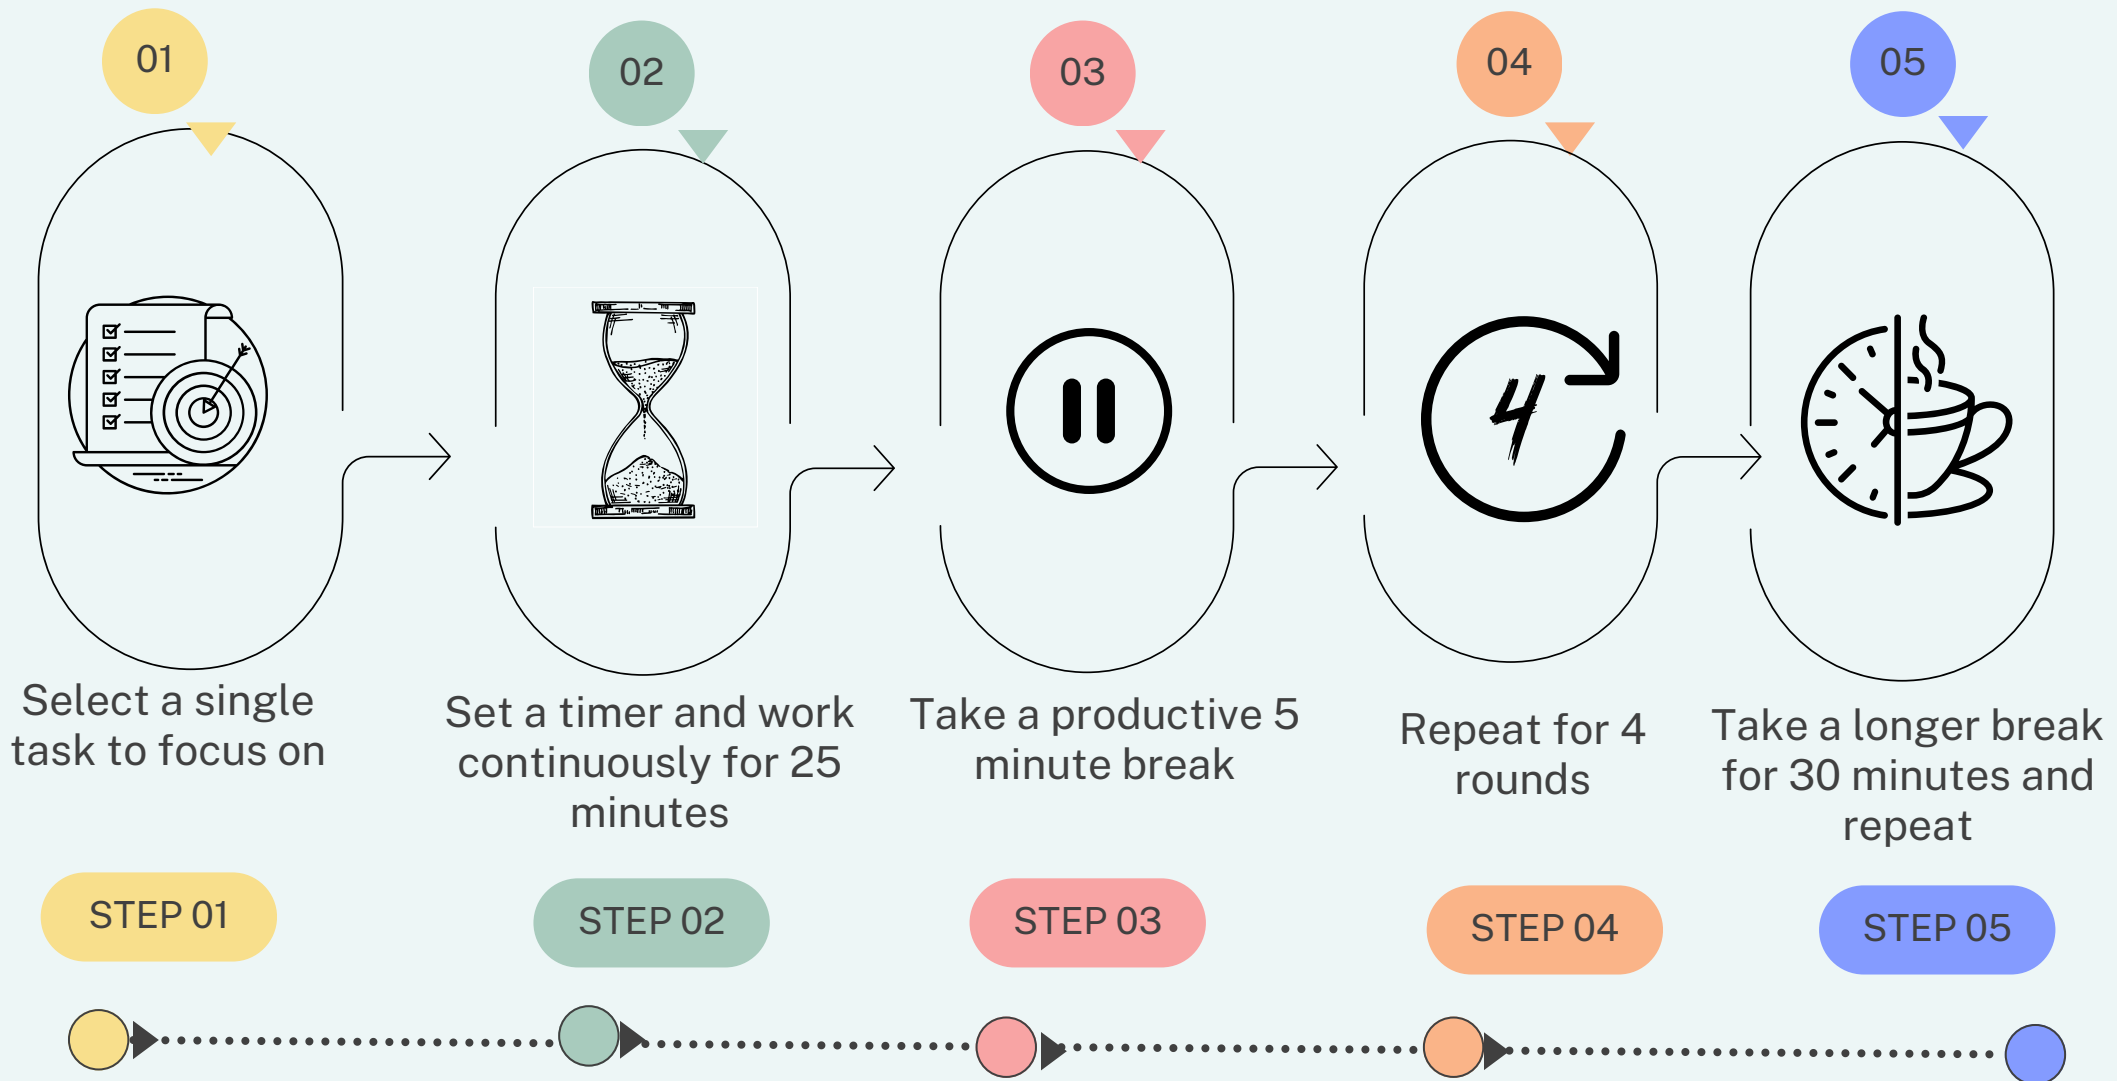 01
02
03
04
05
4
Select a single
task to focus on
Set a timer and work
continuously for 25
minutes
Take a productive 5
minute break
Repeat for 4
rounds
Take a longer break
for 30 minutes and
repeat
STEP 01
STEP 02
STEP 03
STEP 04
STEP 05